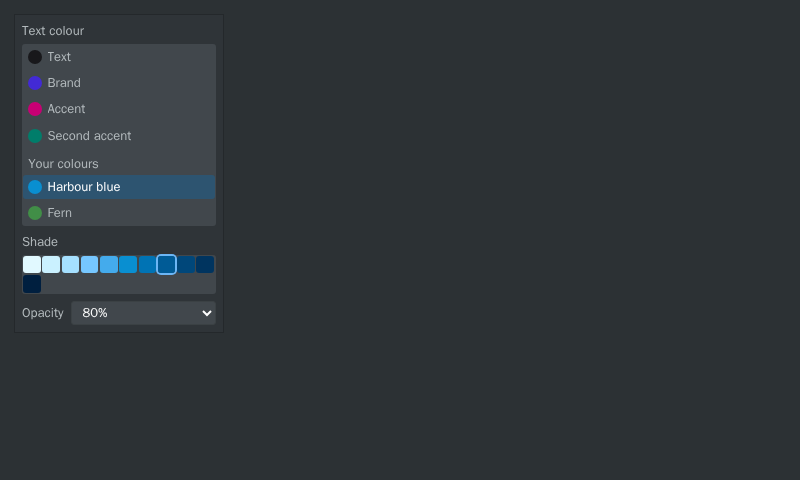 Text colour
Text
Brand
Accent
Second accent
Your colours
Harbour blue
Fern
Shade
Opacity 80%